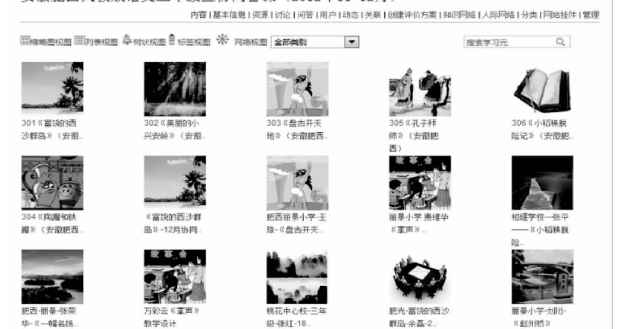 内容|基本信息|资源|讨论|问答|用户|动态|关联|创建评价方案|知识网络|人际网络|分类|网站挂件|管理
缩略图视图 列表视图 树状视图 标签视图 网络视图 全部类别 搜索学习元
301《富饶的西
沙群岛》（安徽..
302《美丽的小
兴安岭》（安徽..
303《盘古开天
地》（安徽肥西..
305《孔子拜
师》（安徽肥
西）
306《小稻秧脱
险记》（安徽肥..
304《陶罐和铁
罐》（安徽肥西..
《富饶的西沙群
岛》-12月协同..
肥西丽景小学-王
琼-《盘古开天..
丽景小学 唐维华
《掌声》..
柏堰学校—张平
——《小稻秧脱
险..
肥西-丽景-张荣
华-《一幅名扬..
万彩云《掌声》
教学设计
桃花中心校-三年
级-张红-18..
肥光-富饶的西沙
群岛-余磊-2..
丽景小学-刘阳-
《赵州桥》